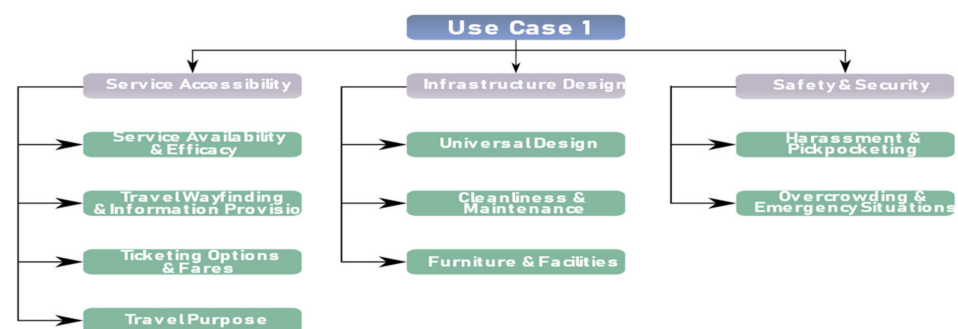 Use Case 1
Service Accessibility
Infrastructure Design
Safety & Security
Service Availability
& Efficacy
Universal Design
Harassment &
Pickpocketing
Travel Wayfinding
& Information Provisio
Cleanliness &
Maintenance
Overcrowding &
Emergency Situations
Ticketing Options
& Fares
Furniture & Facilities
Travel Purpose